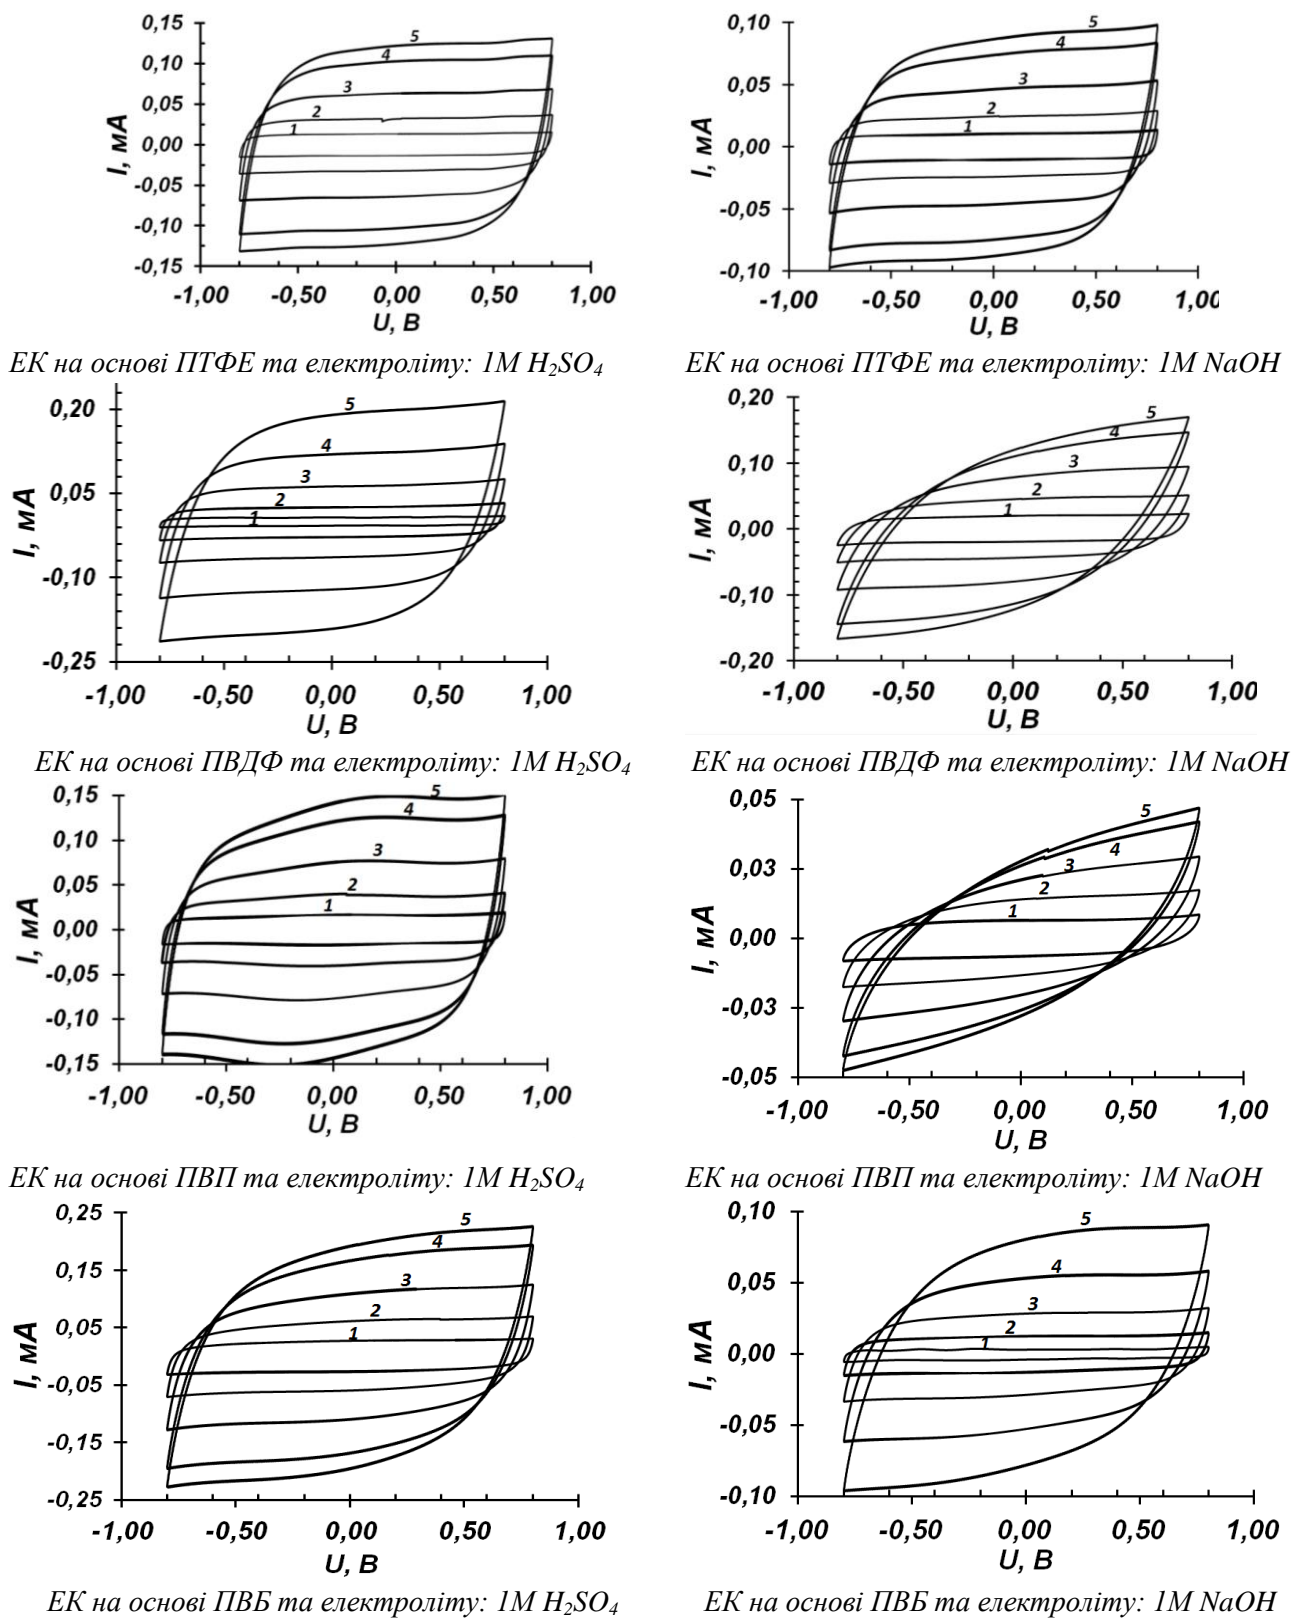 0,15
0,10
0,05
0,00
-0,05
-0,10
-0,15
I, мА
5
4
3
2
1
-1,00 -0,50 0,00 0,50 1,00
U, В
0,10
0,05
0,00
-0,05
-0,10
I, мА
5
4
3
2
1
-1,00 -0,50 0,00 0,50 1,00
U, В
ЕК на основі ПТФЕ та електроліту: 1М H₂SO₄
ЕК на основі ПТФЕ та електроліту: 1М NaOH
0,20
0,05
-0,10
-0,25
I, мА
5
4
3
2
1
-1,00 -0,50 0,00 0,50 1,00
U, В
0,20
0,10
0,00
-0,10
-0,20
I, мА
5
4
3
2
1
-1,00 -0,50 0,00 0,50 1,00
U, В
ЕК на основі ПВДФ та електроліту: 1М H₂SO₄
ЕК на основі ПВДФ та електроліту: 1М NaOH
0,15
0,10
0,05
0,00
-0,05
-0,10
-0,15
I, мА
5
4
3
2
1
-1,00 -0,50 0,00 0,50 1,00
U, В
0,05
0,03
0,00
-0,03
-0,05
I, мА
5
4
3
2
1
-1,00 -0,50 0,00 0,50 1,00
U, В
ЕК на основі ПВП та електроліту: 1М H₂SO₄
ЕК на основі ПВП та електроліту: 1М NaOH
0,25
0,15
0,05
-0,05
-0,15
-0,25
I, мА
5
4
3
2
1
-1,00 -0,50 0,00 0,50 1,00
U, В
0,10
0,05
0,00
-0,05
-0,10
I, мА
5
4
3
2
1
-1,00 -0,50 0,00 0,50 1,00
U, В
ЕК на основі ПВБ та електроліту: 1М H₂SO₄
ЕК на основі ПВБ та електроліту: 1М NaOH